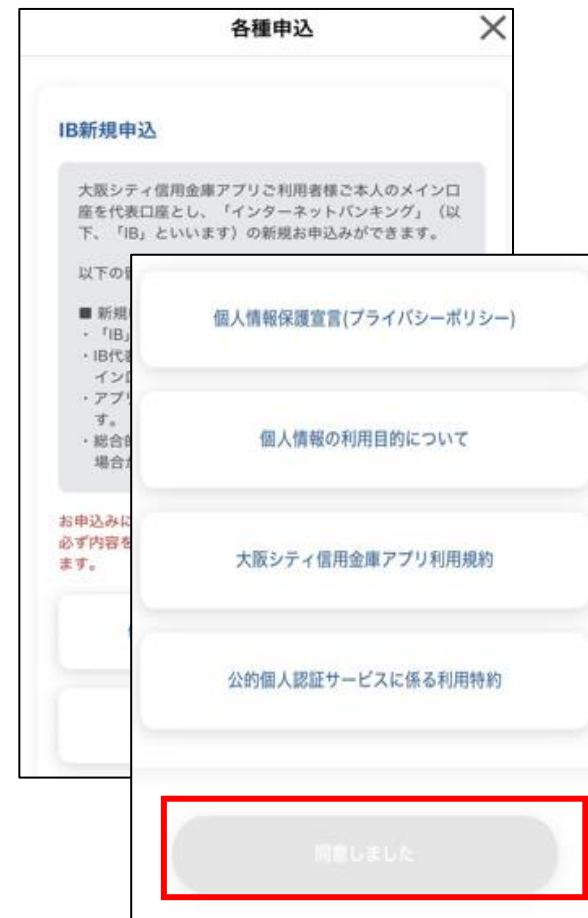 各種申込
IB新規申込
大阪シティ信用金庫アプリご利用者様ご本人のメイン口
座を代表口座とし、「インターネットバンキング」（以
下、「IB」といいます）の新規お申込みができます。
以下の
■ 新規
・「IB」
・IB代表
イン口
・アプリ
す。
・総合的
場合が
お申込みに
必ず内容を
ます。
個人情報保護宣言(プライバシーポリシー)
個人情報の利用目的について
大阪シティ信用金庫アプリ利用規約
公的個人認証サービスに係る利用特約
同意しました